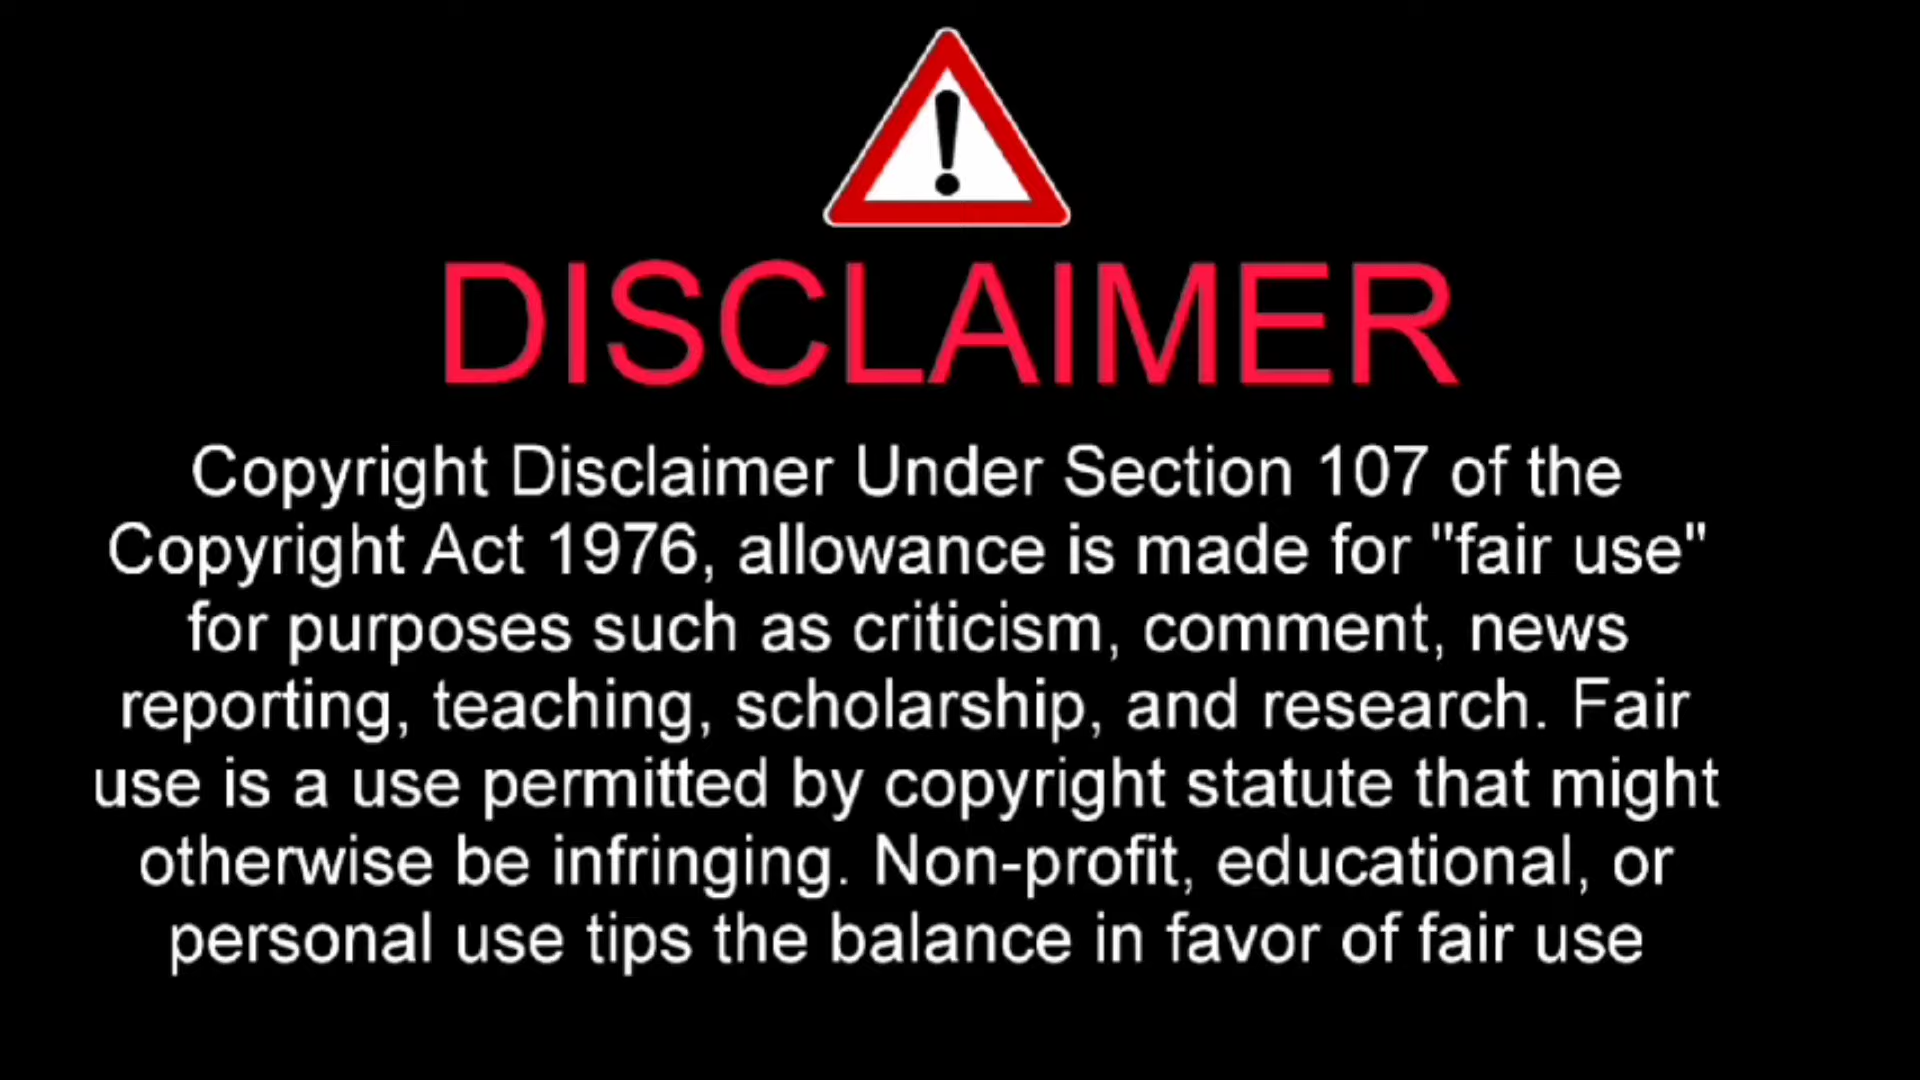 DISCLAIMER
Copyright Disclaimer Under Section 107 of the
Copyright Act 1976, allowance is made for "fair use"
for purposes such as criticism, comment, news
reporting, teaching, scholarship, and research. Fair
use is a use permitted by copyright statute that might
otherwise be infringing. Non-profit, educational, or
personal use tips the balance in favor of fair use